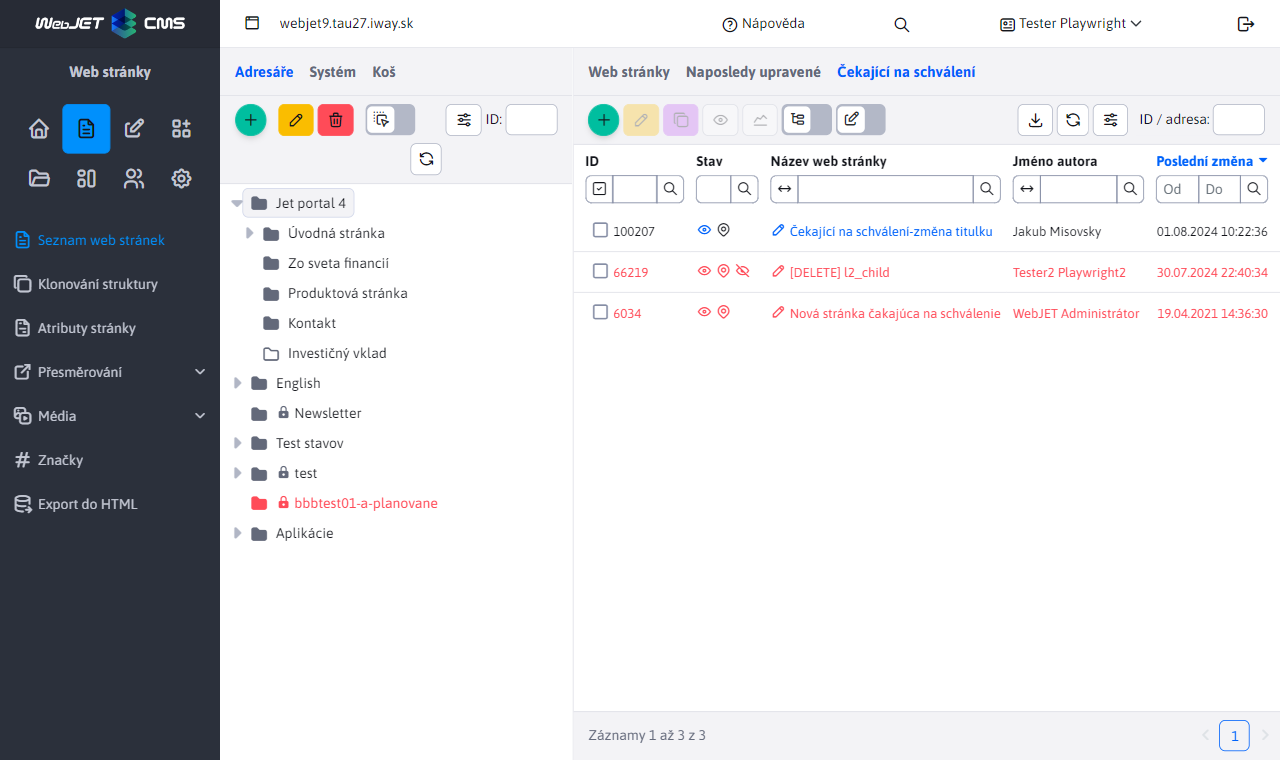 WebJET CMS
webjet9.tau27.iway.sk
Nápověda
Tester Playwright
Web stránky
Seznam web stránek
Klonování struktury
Atributy stránky
Přesměrování
Média
Značky
Export do HTML
Adresáře Systém Koš
ID:
Jet portal 4
Úvodná stránka
Zo sveta financií
Produktová stránka
Kontakt
Investičný vklad
English
Newsletter
Test stavov
test
bbbtest01-a-planovane
Aplikácie
Web stránky Naposledy upravené Čekající na schválení
ID / adresa:
ID Stav Název web stránky Jméno autora Poslední změna
Od Do
100207 Čekající na schválení-změna titulku Jakub Misovsky 01.08.2024 10:22:36
66219 [DELETE] l2_child Tester2 Playwright2 30.07.2024 22:40:34
6034 Nová stránka čakajúca na schválenie WebJET Administrátor 19.04.2021 14:36:30
Záznamy 1 až 3 z 3
1